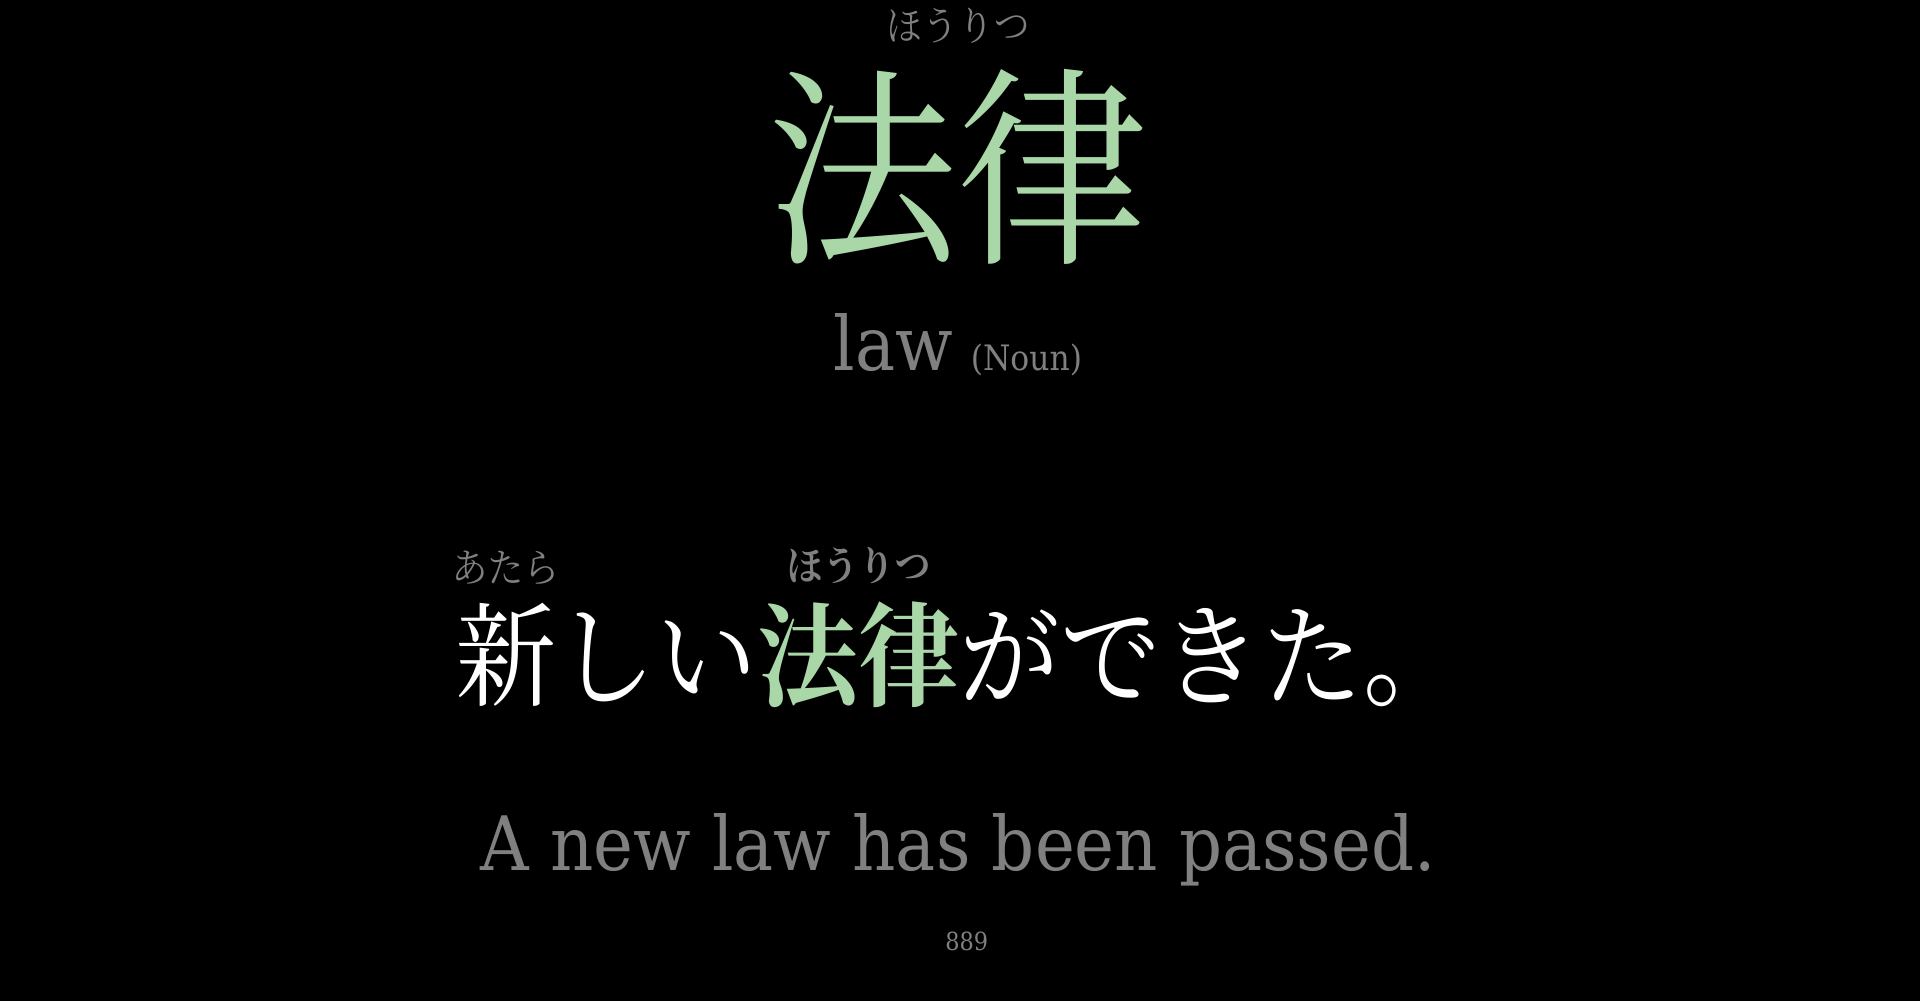 ほうりつ
法律
law (Noun)
あたら ほうりつ
新しい法律ができた。
A new law has been passed.
889